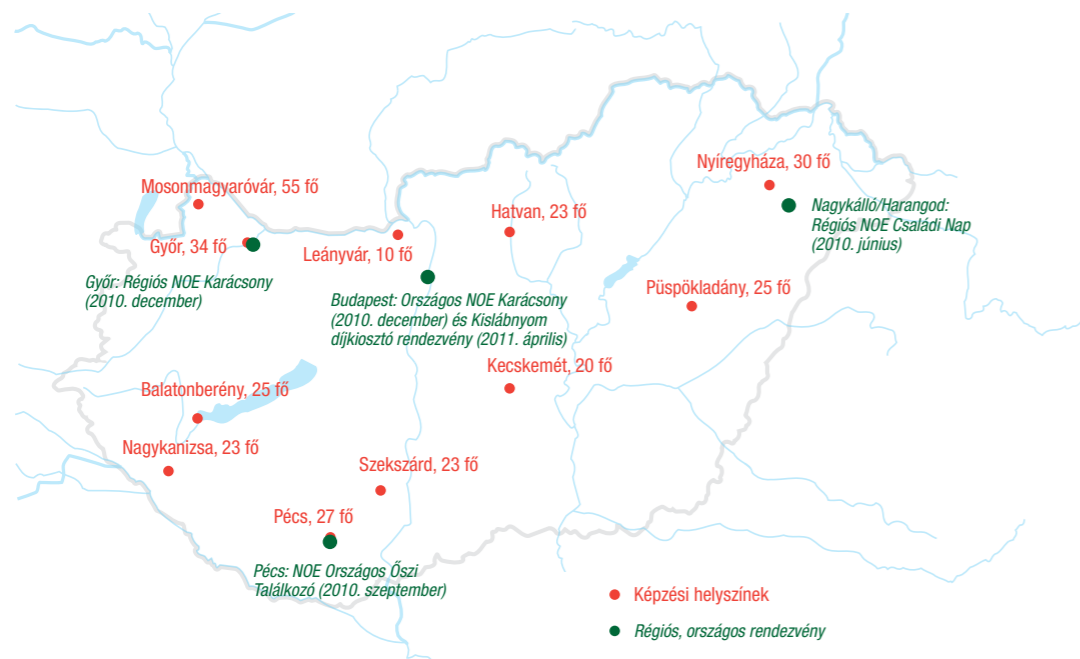 Nyíregyháza, 30 fő
Mosonmagyaróvár, 55 fő
Nagykálló/Harangod:
Régiós NOE Családi Nap
(2010. június)
Hatvan, 23 fő
Győr, 34 fő
Leányvár, 10 fő
Győr: Régiós NOE Karácsony
(2010. december)
Püspökladány, 25 fő
Budapest: Országos NOE Karácsony
(2010. december) és Kislábnyom
díjkiosztó rendezvény (2011. április)
Kecskemét, 20 fő
Balatonberény, 25 fő
Nagykanizsa, 23 fő
Szekszárd, 23 fő
Pécs, 27 fő
Pécs: NOE Országos Őszi
Találkozó (2010. szeptember)
Képzési helyszínek
Régiós, országos rendezvény